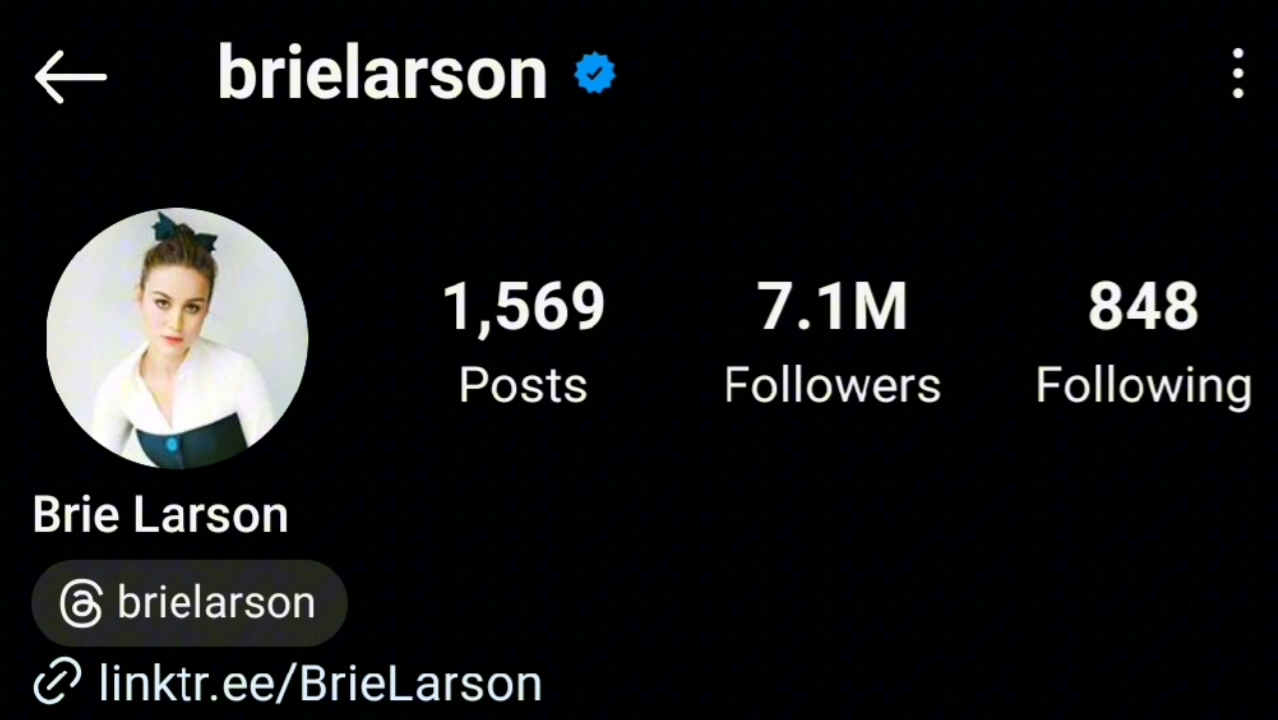 brielarson
1,569 7.1M 848
Posts Followers Following
Brie Larson
brielarson
linktr.ee/BrieLarson